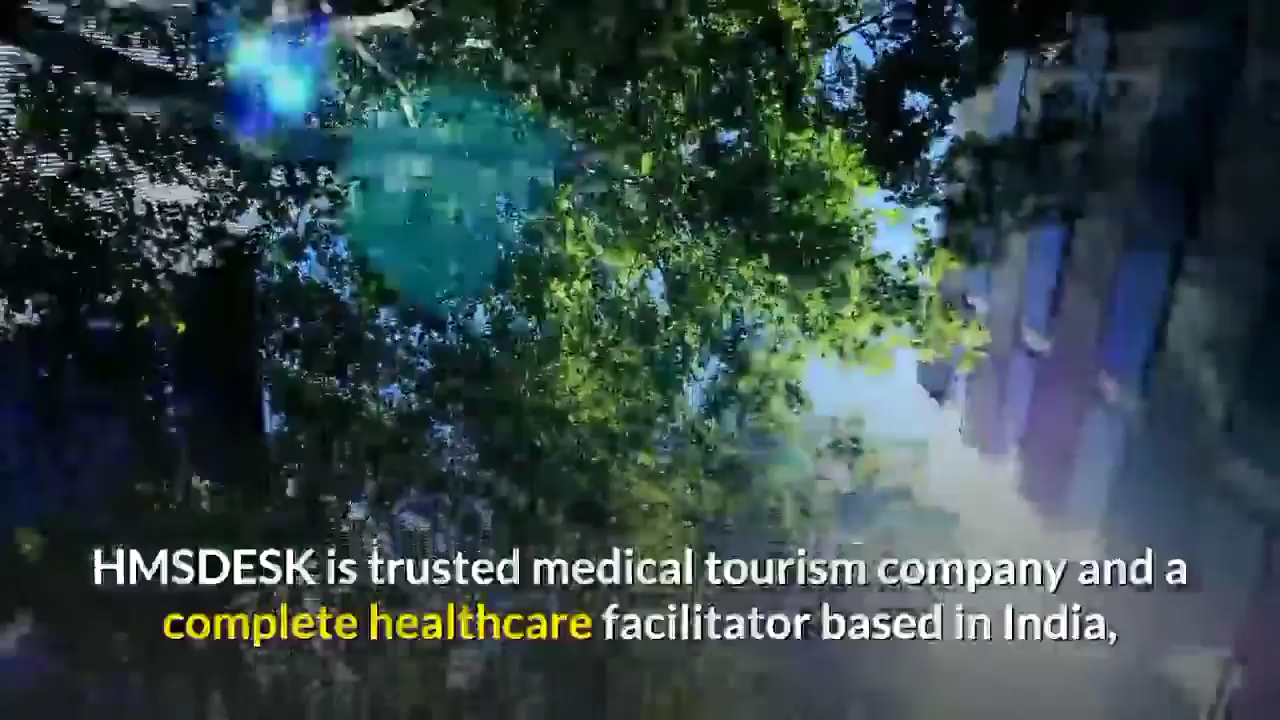 HMSDESK is trusted medical tourism company and a
complete healthcare facilitator based in India,